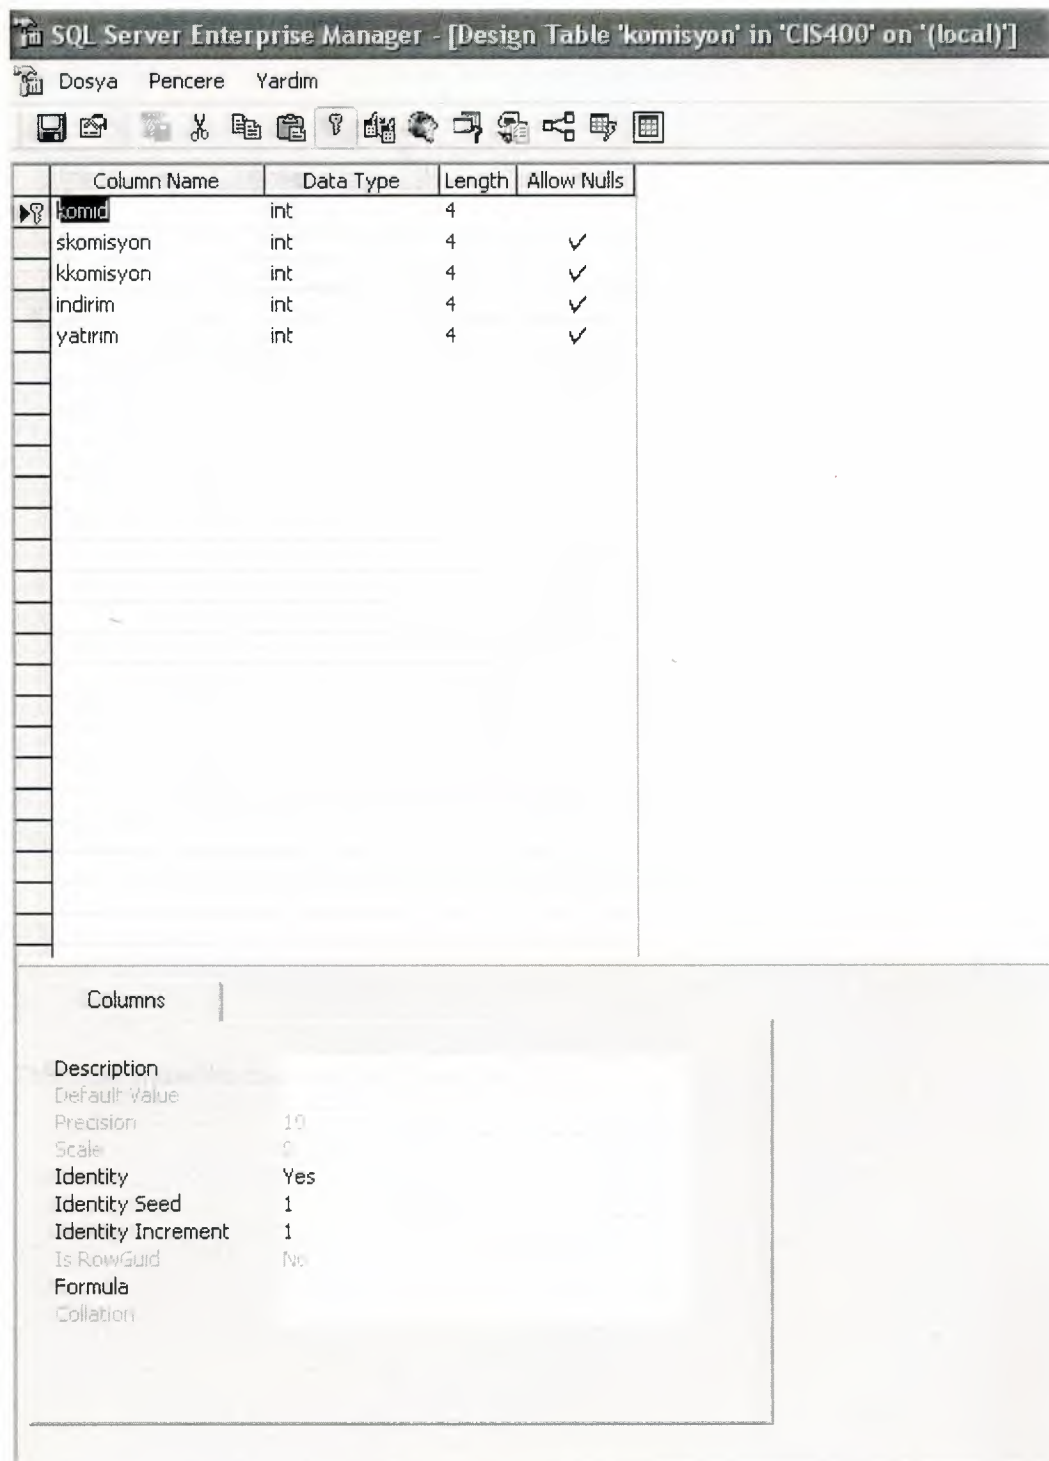 SQL Server Enterprise Manager - [Design Table 'komisyon' in 'CIS400' on '(local)']
Dosya Pencere Yardım
Column Name Data Type Length Allow Nulls
komid int 4
skomisyon int 4
kkomisyon int 4
indirim int 4
yatırım int 4
Columns
Description
Default Value
Precision 10
Scale 0
Identity Yes
Identity Seed 1
Identity Increment 1
Is RowGuid No
Formula
Collation